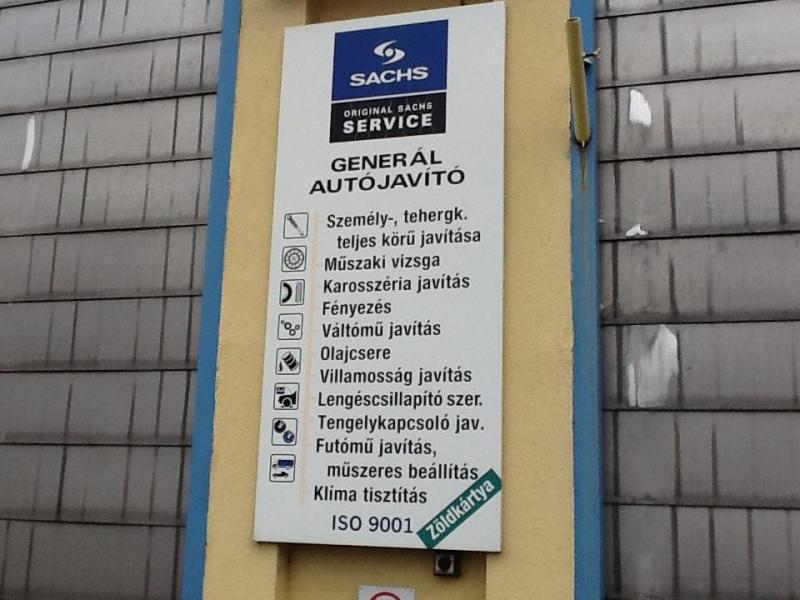 SACHS
ORIGINAL SACHS
SERVICE
GENERÁL
AUTÓJAVÍTÓ
Személy-, tehergk.
teljes körű javítása
Műszaki vizsga
Karosszéria javítás
Fényezés
Váltómű javítás
Olajcsere
Villamosság javítás
Lengéscsillapító szer.
Tengelykapcsoló jav.
Futómű javítás,
műszeres beállítás
Klíma tisztítás
ISO 9001
Zöldkártya